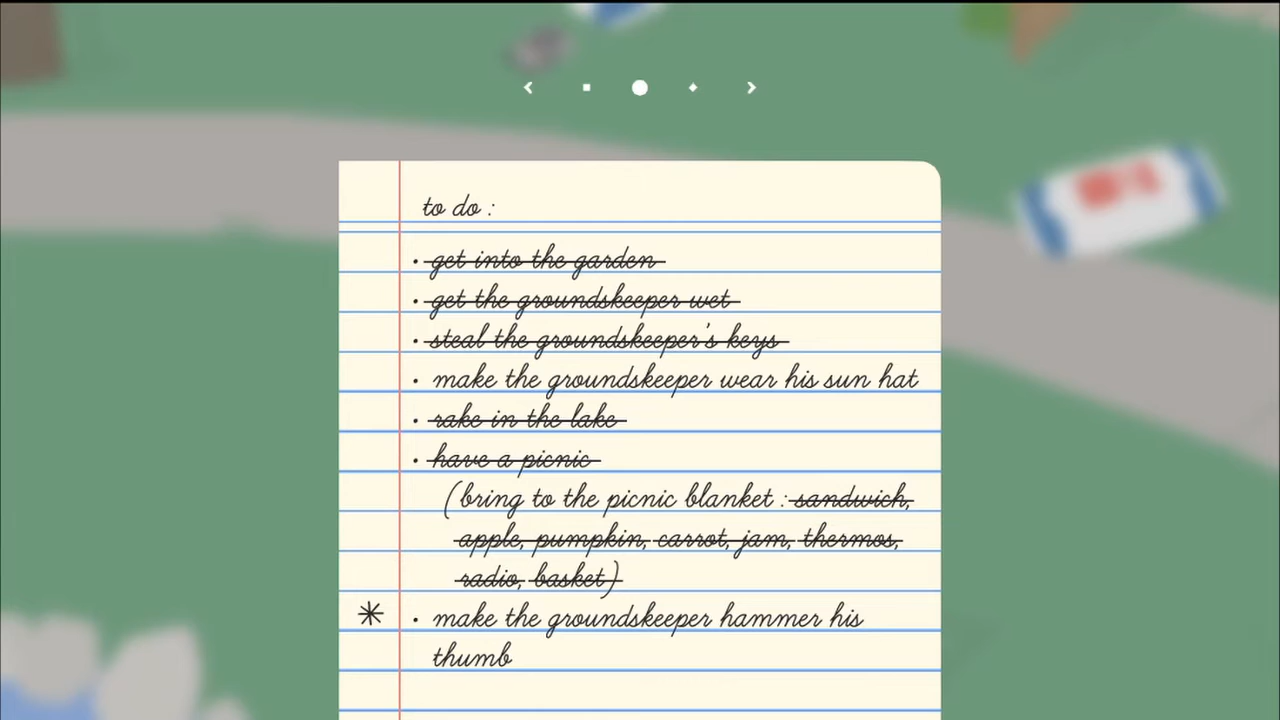 to do :
• get into the garden
• get the groundskeeper wet
• steal the groundskeeper's keys
• make the groundskeeper wear his sun hat
• rake in the lake
• have a picnic
(bring to the picnic blanket : sandwich,
apple, pumpkin, carrot, jam, thermos,
radio, basket)
* • make the groundskeeper hammer his
thumb